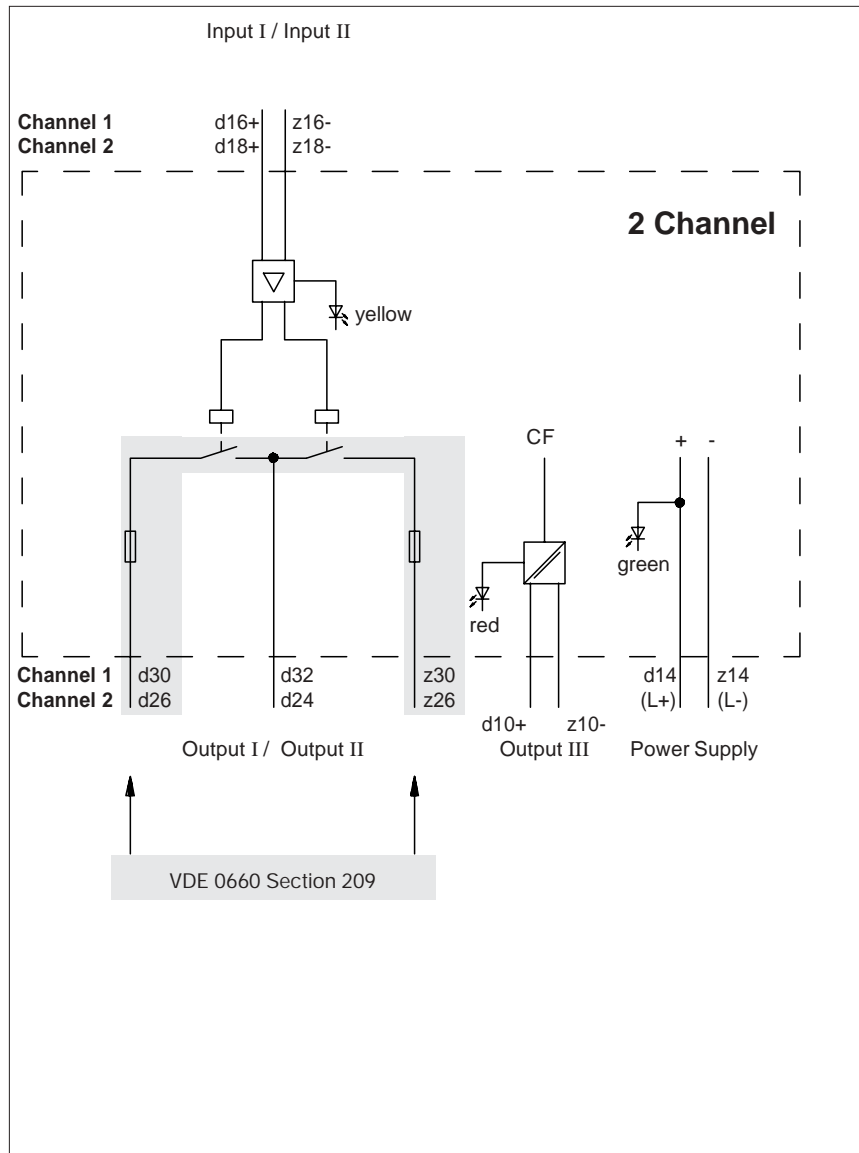 Input I / Input II
Channel 1 d16+ z16-
Channel 2 d18+ z18-
2 Channel
yellow
CF + -
green
red
Channel 1 d30 d32 z30 d14 z14
Channel 2 d26 d24 z26 (L+) (L-)
d10+ z10-
Output I / Output II Output III Power Supply
VDE 0660 Section 209